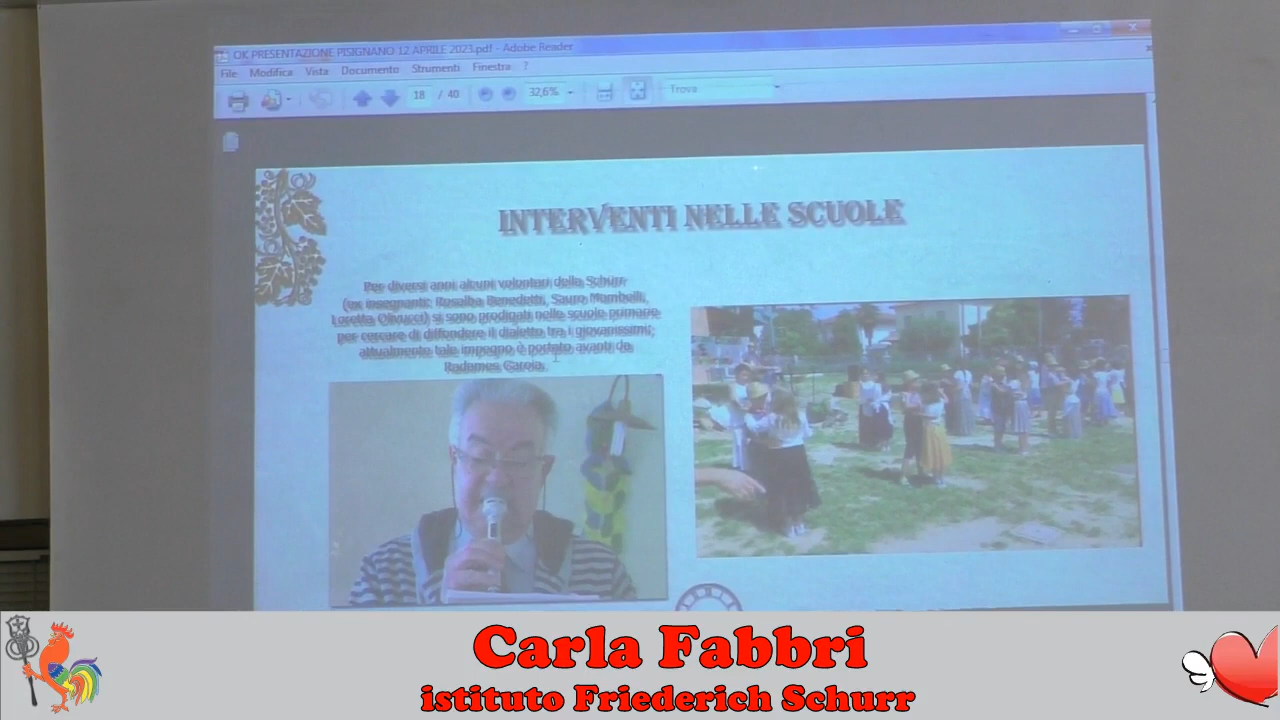 OK PRESENTAZIONE PISIGNANO 12 APRILE 2023.pdf - Adobe Reader
File Modifica Vista Documento Strumenti Finestra ?
18 / 40 32,6% Trova
INTERVENTI NELLE SCUOLE
Per diversi anni alcuni volontari della Schürr
(ex insegnanti: Rosalba Benedetti, Sauro Mambelli,
Loretta Olivucci) si sono prodigati nelle scuole primarie
per cercare di diffondere il dialetto tra i giovanissimi;
attualmente tale impegno è portato avanti da
Radames Garoia.
Carla Fabbri
istituto Friederich Schurr